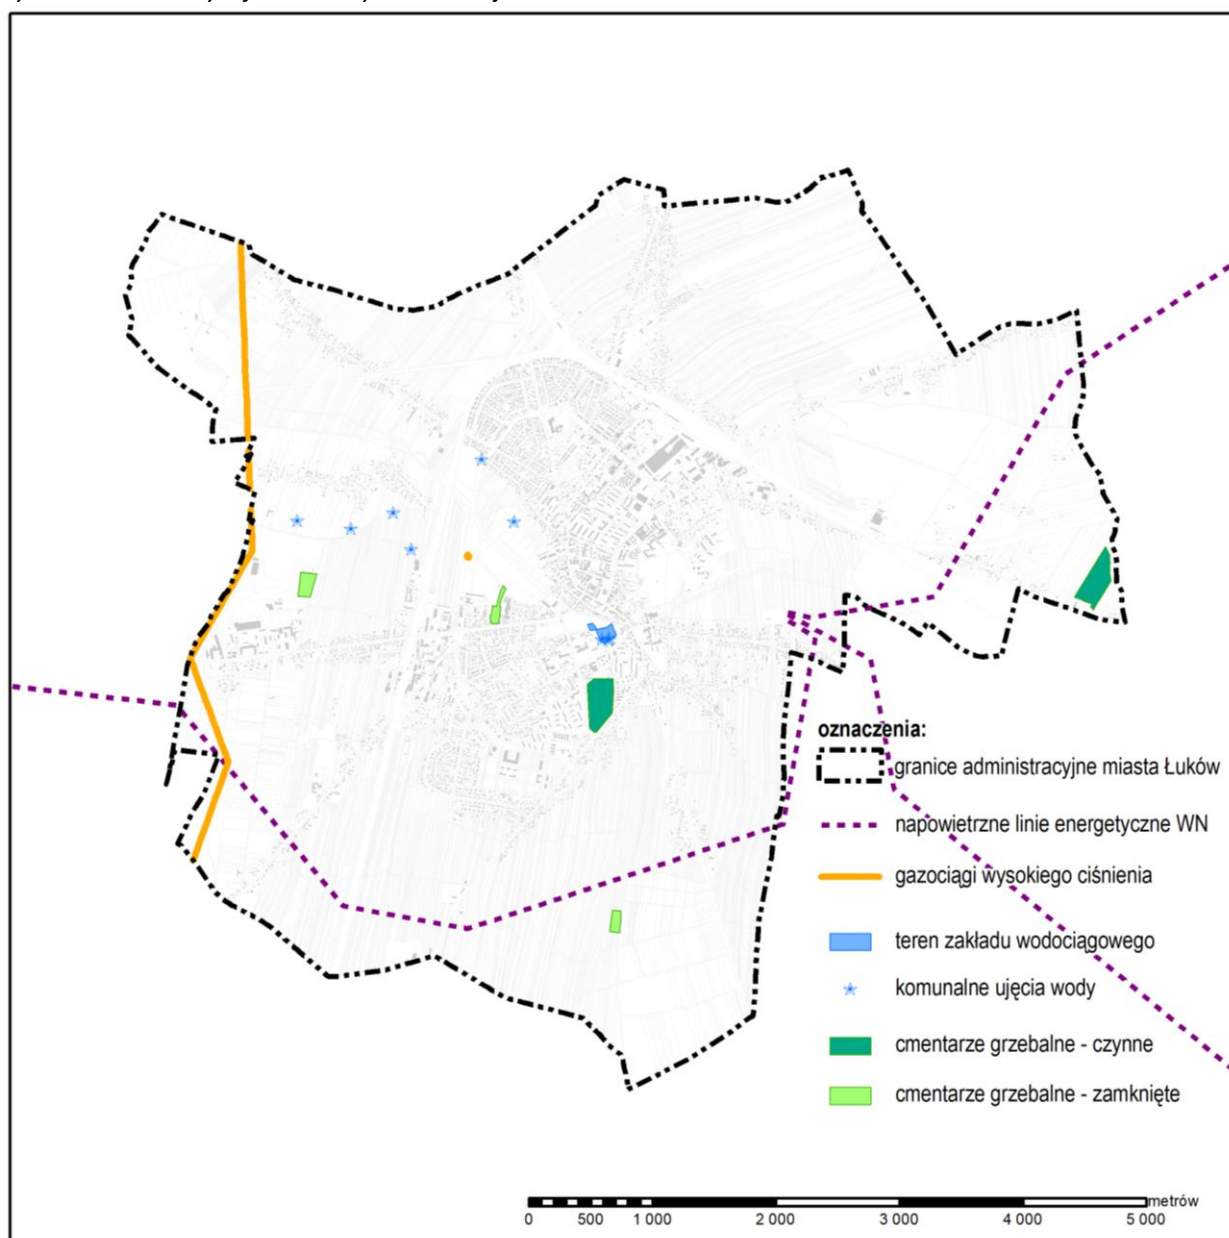 oznaczenia:
granice administracyjne miasta Łuków
napowietrzne linie energetyczne WN
gazociągi wysokiego ciśnienia
teren zakładu wodociągowego
komunalne ujęcia wody
cmentarze grzebalne - czynne
cmentarze grzebalne - zamknięte
metrów
0 500 1 000 2 000 3 000 4 000 5 000